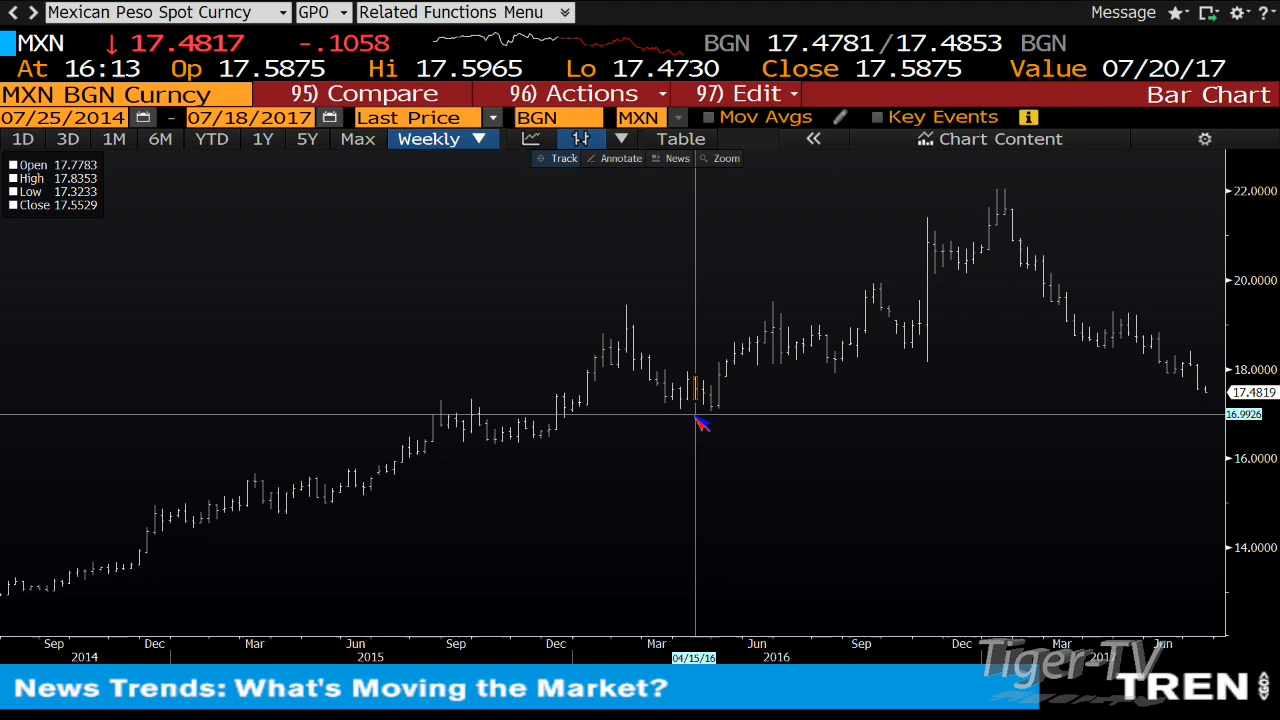 Mexican Peso Spot Curncy GPO Related Functions Menu Message ?
MXN ↓ 17.4817 -.1058 BGN 17.4781/17.4853 BGN
At 16:13 Op 17.5875 Hi 17.5965 Lo 17.4730 Close 17.5875 Value 07/20/17
MXN BGN Curncy 95) Compare 96) Actions 97) Edit Bar Chart
07/25/2014 - 07/18/2017 Last Price BGN MXN Mov Avgs Key Events i
1D 3D 1M 6M YTD 1Y 5Y Max Weekly ▼ Table « Chart Content
Track Annotate News Zoom
Open 17.7783
High 17.8353
Low 17.3233
Close 17.5529
22.0000
20.0000
18.0000
17.4819
16.9926
16.0000
14.0000
Sep Dec Mar Jun Sep Dec Mar Jun Sep Dec Mar Jun
2014 2015 04/15/16 2016 2017
Tiger-TV
News Trends: What's Moving the Market? TREN